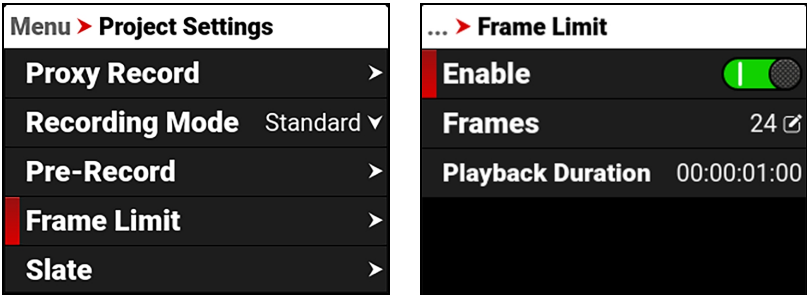 Menu > Project Settings
Proxy Record
Recording Mode Standard
Pre-Record
Frame Limit
Slate
... > Frame Limit
Enable
Frames 24
Playback Duration 00:00:01:00